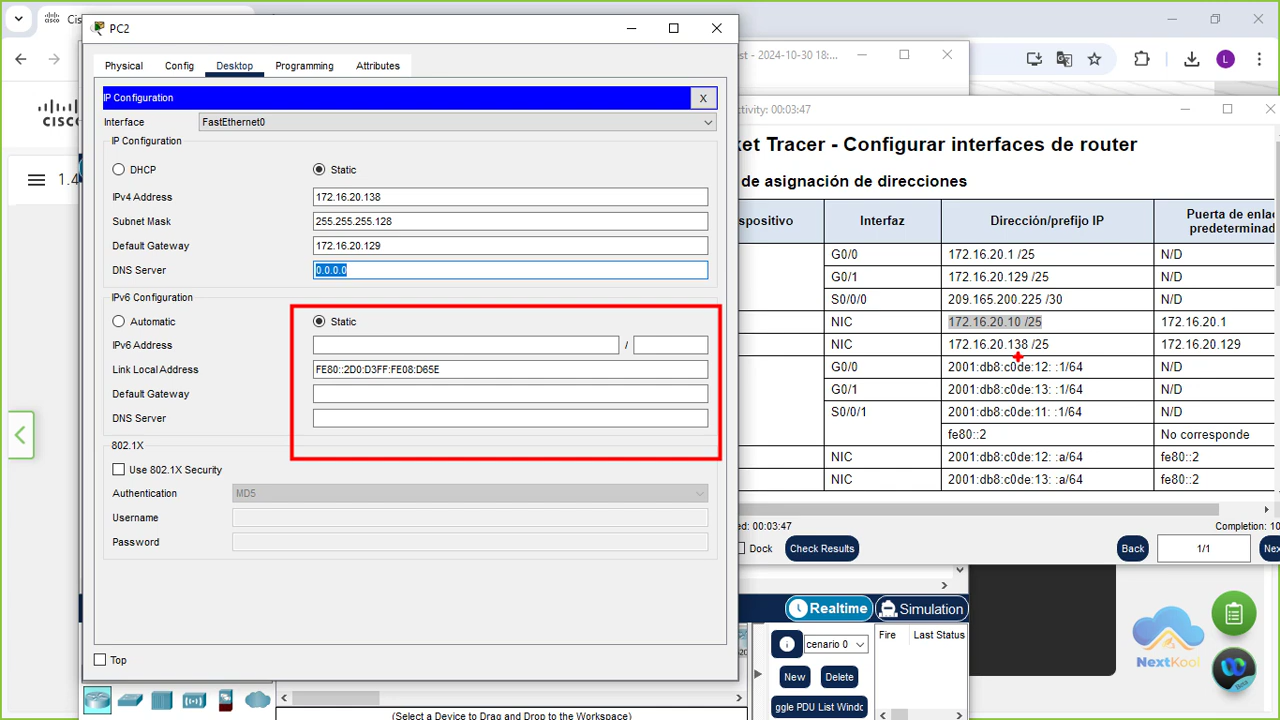 Cis
PC2
st - 2024-10-30 18:...
L
Physical
Config
Desktop
Programming
Attributes
CISCO
1.4
IP Configuration
X
Interface
FastEthernet0
IP Configuration
DHCP
Static
IPv4 Address
172.16.20.138
Subnet Mask
255.255.255.128
Default Gateway
172.16.20.129
DNS Server
0.0.0.0
IPv6 Configuration
Automatic
Static
IPv6 Address
/
Link Local Address
FE80::2D0:D3FF:FE08:D65E
Default Gateway
DNS Server
802.1X
Use 802.1X Security
Authentication
MD5
Username
Password
Top
ctivity: 00:03:47
ket Tracer - Configurar interfaces de router
de asignación de direcciones
spositivo
Interfaz
Dirección/prefijo IP
Puerta de enlac
predeterminad
G0/0
172.16.20.1 /25
N/D
G0/1
172.16.20.129 /25
N/D
S0/0/0
209.165.200.225 /30
N/D
NIC
172.16.20.10 /25
172.16.20.1
NIC
172.16.20.138 /25
172.16.20.129
G0/0
2001:db8:c0de:12: :1/64
N/D
G0/1
2001:db8:c0de:13: :1/64
N/D
S0/0/1
2001:db8:c0de:11: :1/64
N/D
fe80::2
No corresponde
NIC
2001:db8:c0de:12: :a/64
fe80::2
NIC
2001:db8:c0de:13: :a/64
fe80::2
ed: 00:03:47
Completion: 10
Dock
Check Results
Back
1/1
Nex
Realtime
Simulation
cenario 0
Fire
Last Status
New
Delete
ggle PDU List Windo
(Select a Device to Drag and Drop to the Workspace)
NextKool